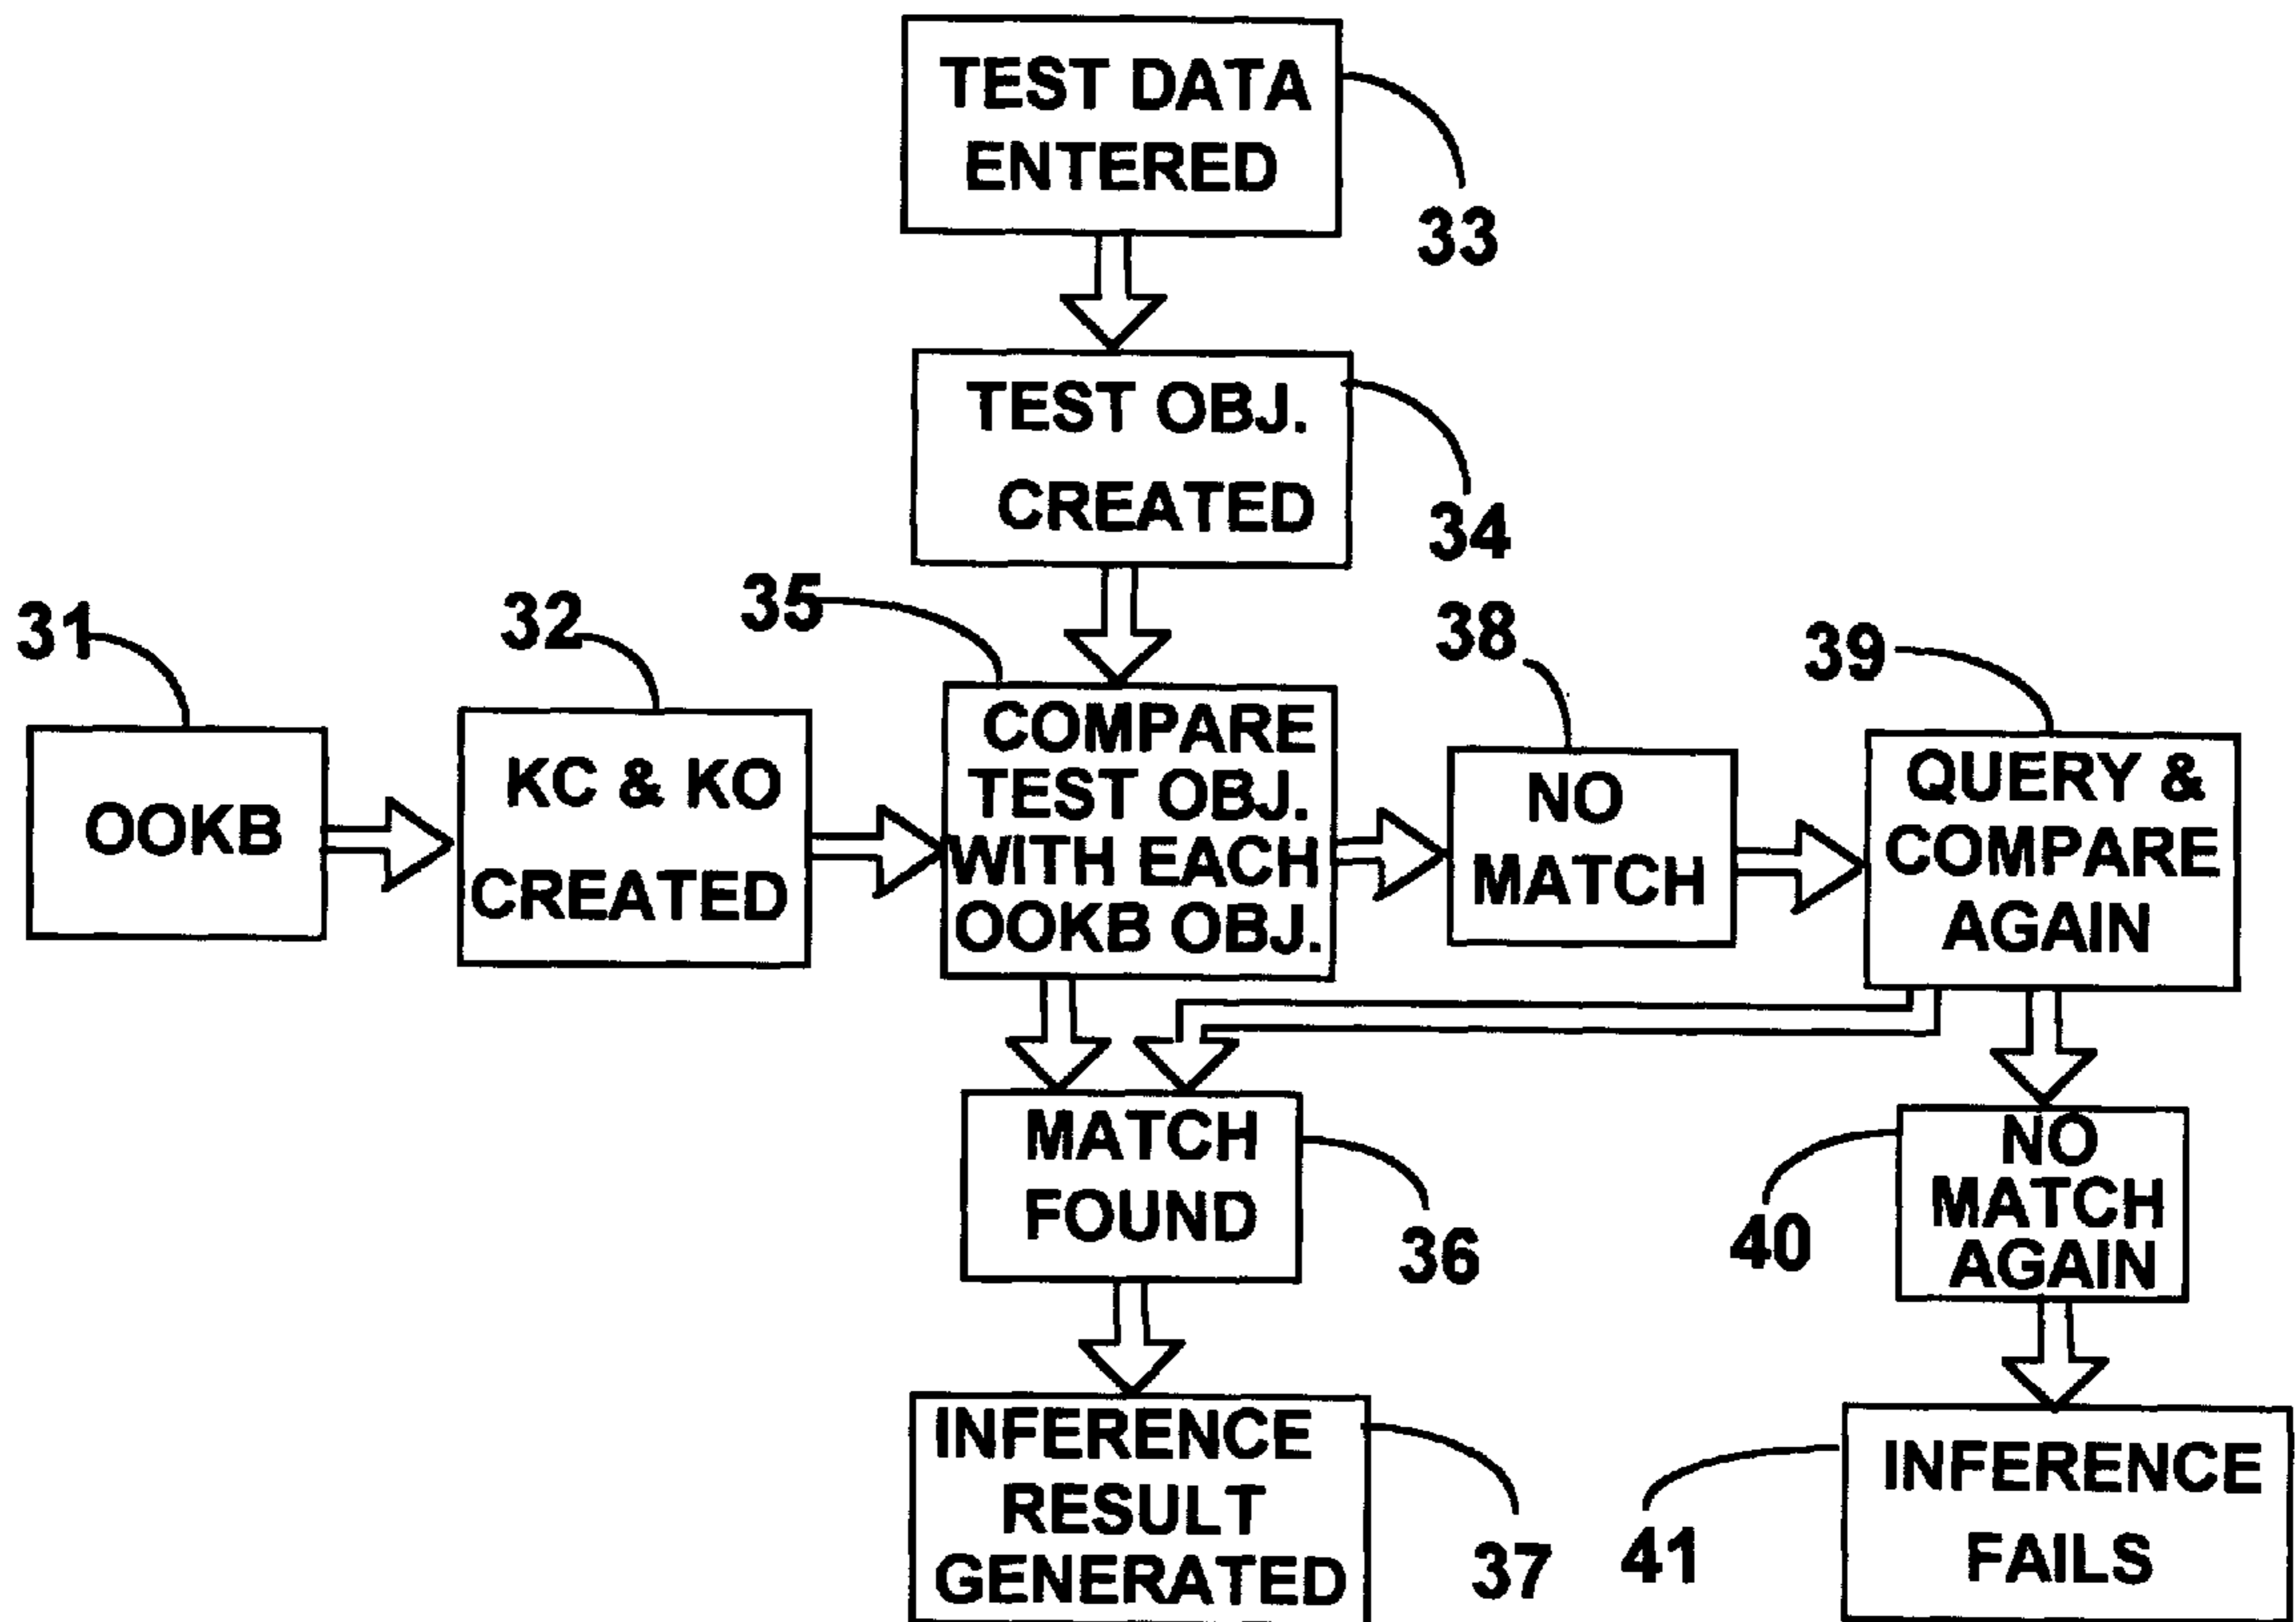 TEST DATA
ENTERED
33
TEST OBJ.
CREATED
34
31
32
35
38
39
OOKB
KC & KO
CREATED
COMPARE
TEST OBJ.
WITH EACH
OOKB OBJ.
NO
MATCH
QUERY &
COMPARE
AGAIN
MATCH
FOUND
36
40
NO
MATCH
AGAIN
INFERENCE
RESULT
GENERATED
37
41
INFERENCE
FAILS